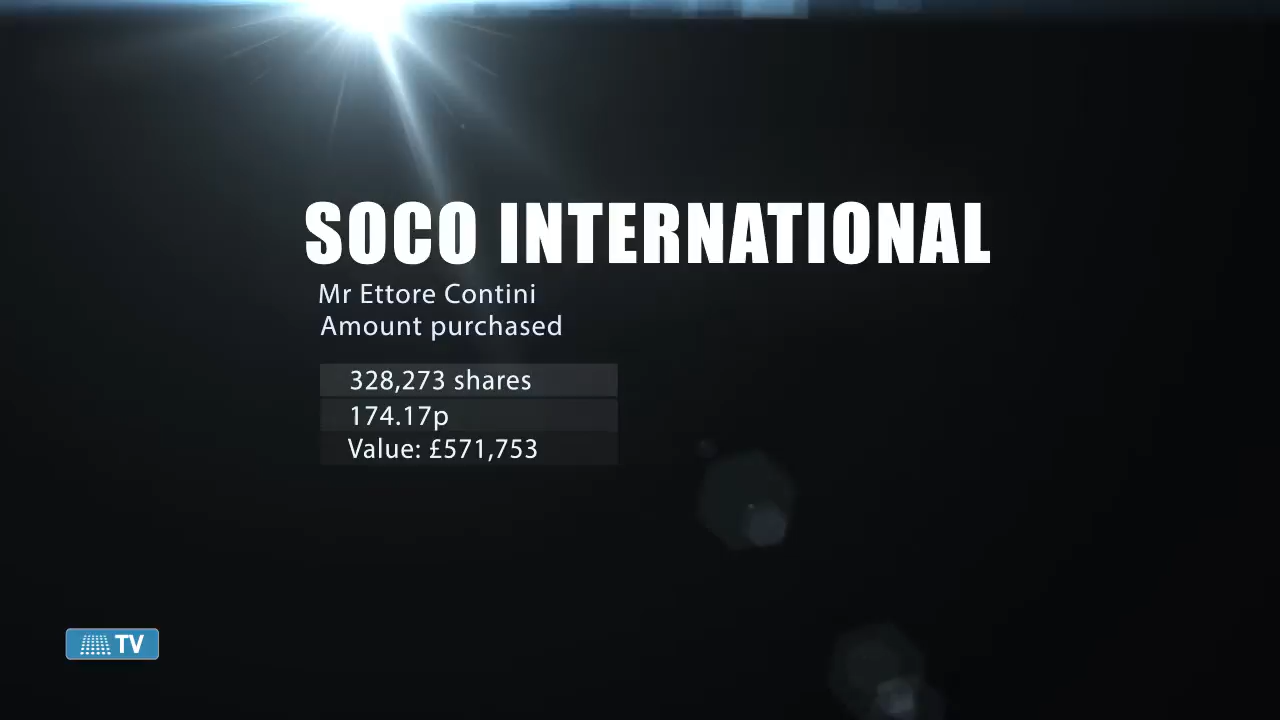 SOCO INTERNATIONAL
Mr Ettore Contini
Amount purchased
328,273 shares
174.17p
Value: £571,753
TV